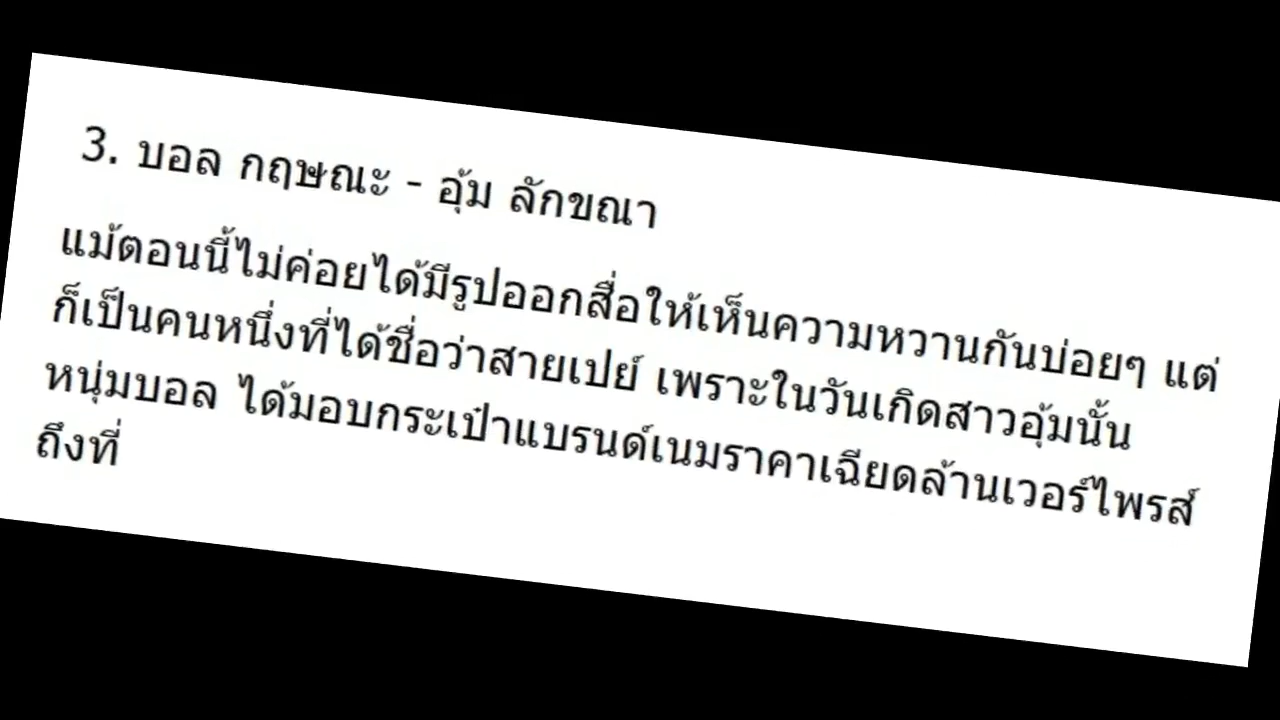 3. บอล กฤษณะ - อุ้ม ลักขณา
แม้ตอนนี้ไม่ค่อยได้มีรูปออกสื่อให้เห็นความหวานกันบ่อยๆ แต่
ก็เป็นคนหนึ่งที่ได้ชื่อว่าสายเปย์ เพราะในวันเกิดสาวอุ้มนั้น
หนุ่มบอล ได้มอบกระเป๋าแบรนด์เนมราคาเฉียดล้านเวอร์ไพรส์
ถึงที่